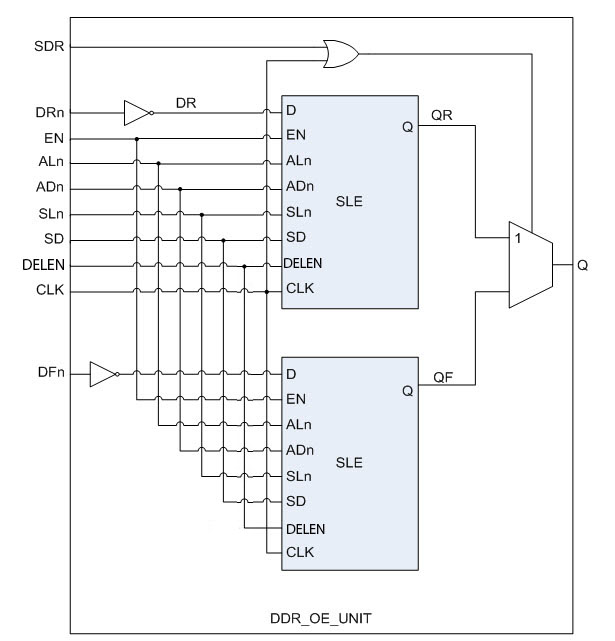 SDR
DRn
DR
D
QR
EN
EN
Q
ALn
ALn
ADn
ADn
SLE
SLn
SLn
SD
SD
1
DELEN
DELEN
Q
CLK
CLK
DFn
D
QF
EN
Q
ALn
ADn
SLE
SLn
SD
DELEN
CLK
DDR_OE_UNIT